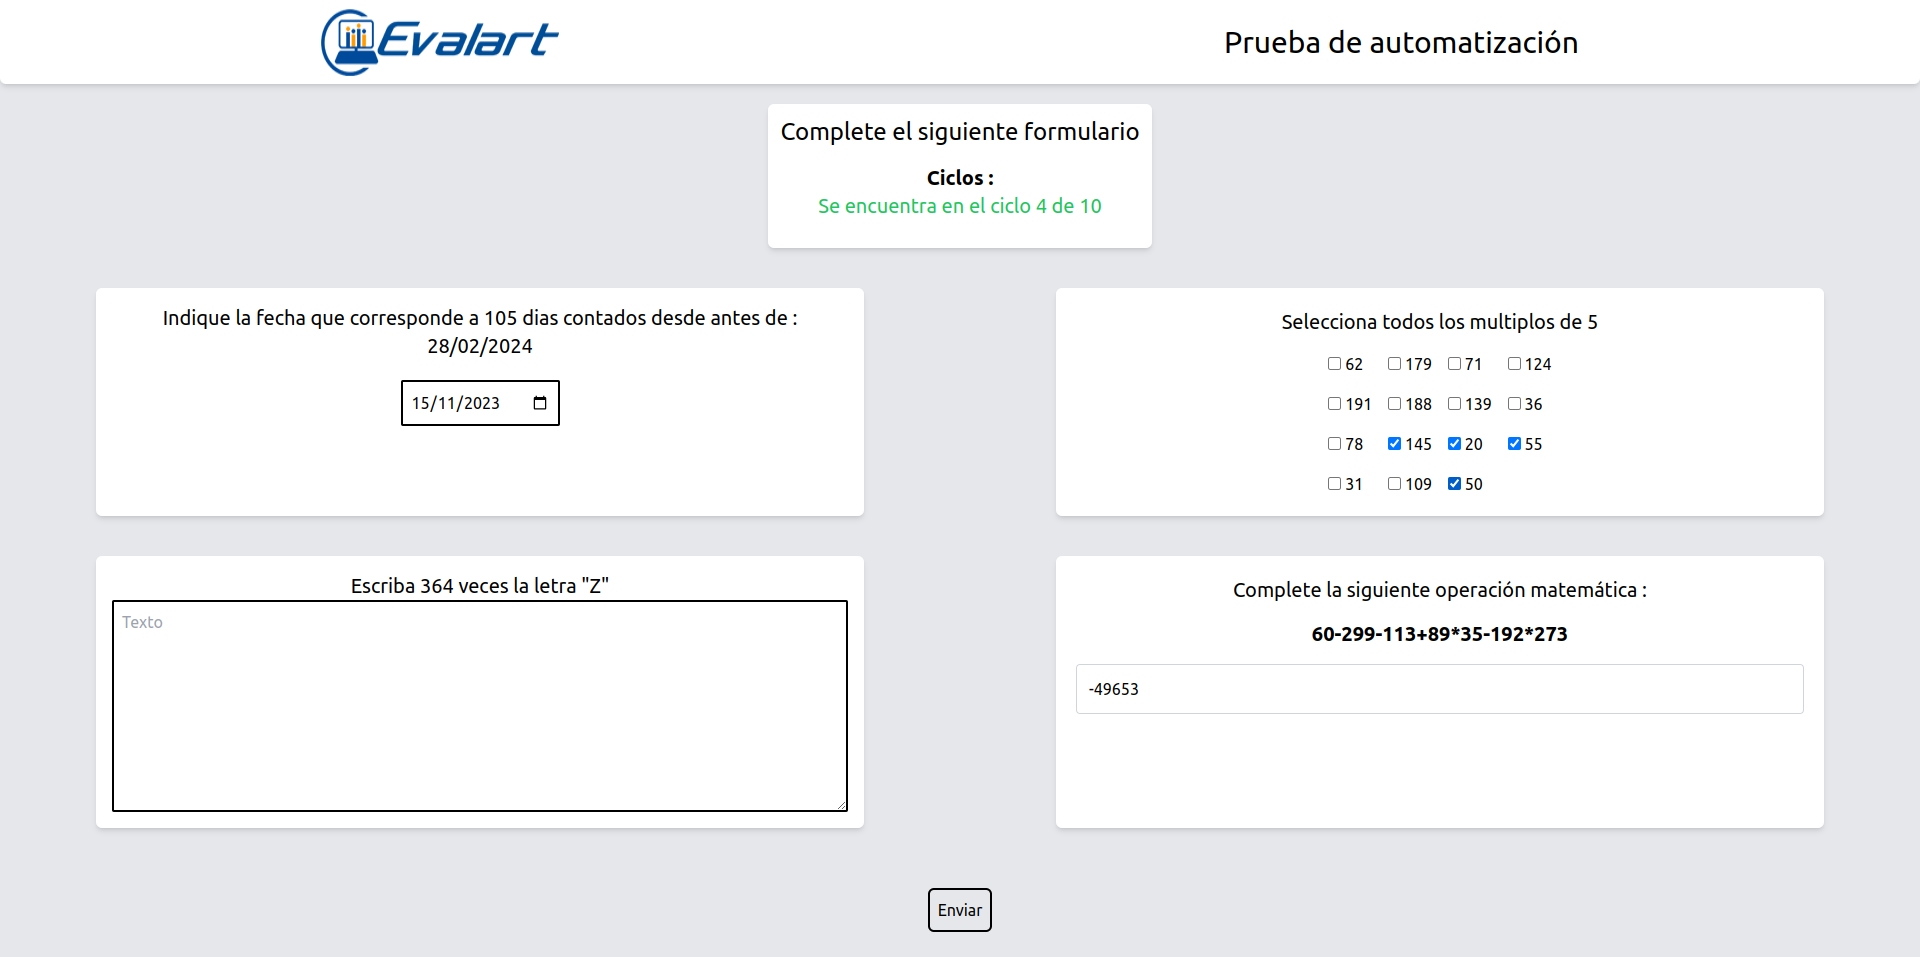 Evalart
Prueba de automatización
Complete el siguiente formulario
Ciclos :
Se encuentra en el ciclo 4 de 10
Indique la fecha que corresponde a 105 dias contados desde antes de :
28/02/2024
15/11/2023
Selecciona todos los multiplos de 5
62 179 71 124
191 188 139 36
78 145 20 55
31 109 50
Escriba 364 veces la letra "Z"
Texto
Complete la siguiente operación matemática :
60-299-113+89*35-192*273
-49653
Enviar